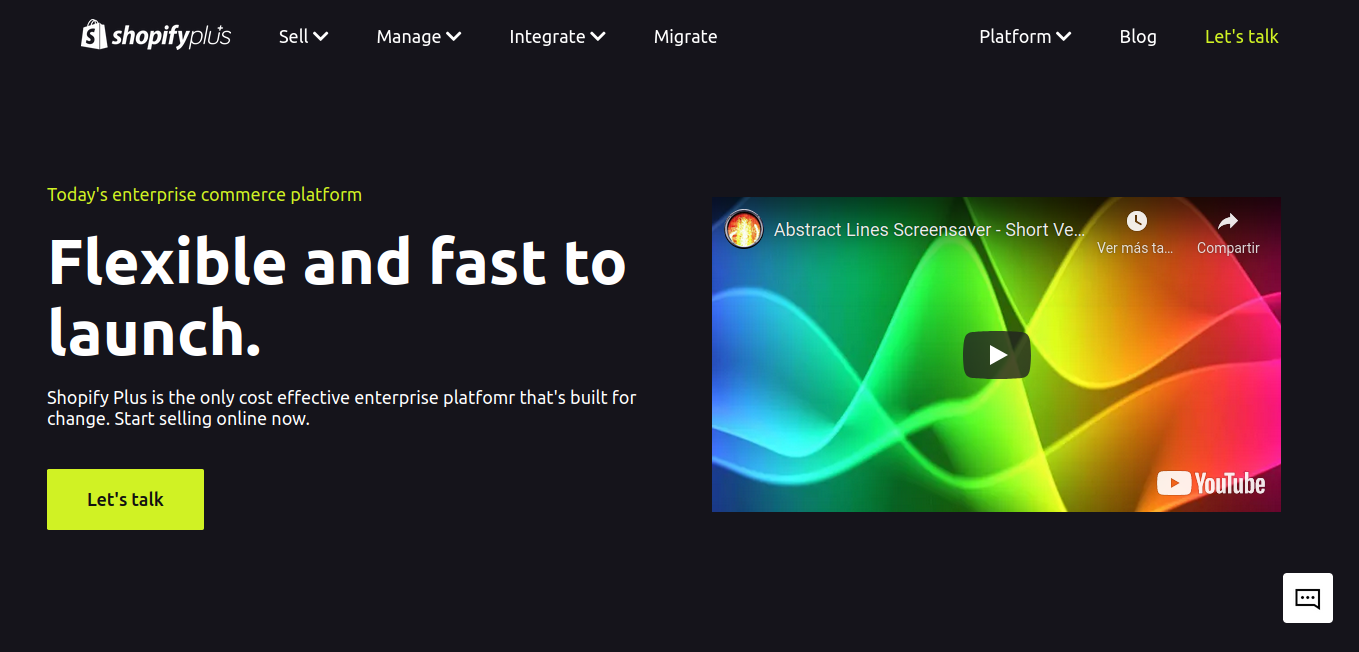 shopifyplus Sell Manage Integrate Migrate Platform Blog Let's talk
Today's enterprise commerce platform
Flexible and fast to
launch.
Shopify Plus is the only cost effective enterprise platfomr that's built for
change. Start selling online now.
Let's talk
Abstract Lines Screensaver - Short Ve...
Ver más ta...
Compartir
YouTube